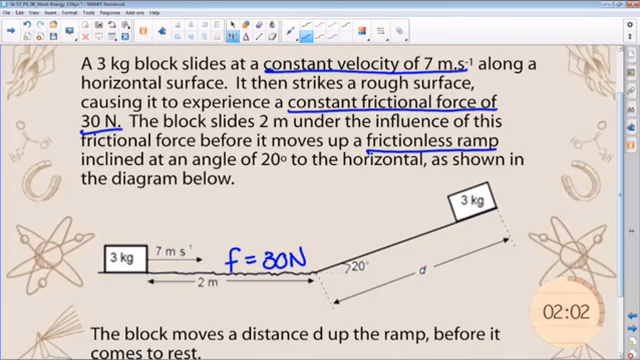 A 3 kg block slides at a constant velocity of 7 m.s-1 along a
horizontal surface. It then strikes a rough surface,
causing it to experience a constant frictional force of
30 N. The block slides 2 m under the influence of this
frictional force before it moves up a frictionless ramp
inclined at an angle of 20º to the horizontal, as shown in
the diagram below.
3 kg
3 kg
7 m s-1
f = 30N
20°
d
2 m
02:02
The block moves a distance d up the ramp, before it
comes to rest.